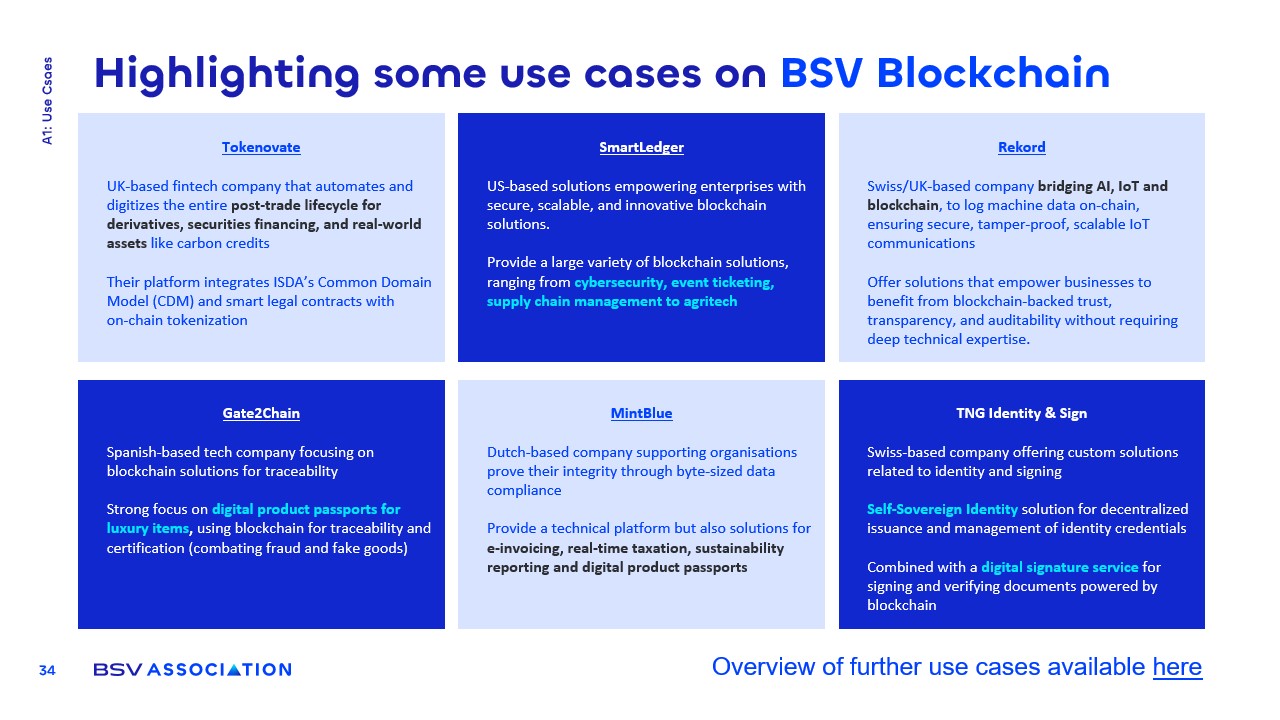 A1: Use Csaes
Highlighting some use cases on BSV Blockchain
Tokenovate
UK-based fintech company that automates and
digitizes the entire post-trade lifecycle for
derivatives, securities financing, and real-world
assets like carbon credits
Their platform integrates ISDA’s Common Domain
Model (CDM) and smart legal contracts with
on-chain tokenization
SmartLedger
US-based solutions empowering enterprises with
secure, scalable, and innovative blockchain
solutions.
Provide a large variety of blockchain solutions,
ranging from cybersecurity, event ticketing,
supply chain management to agritech
Rekord
Swiss/UK-based company bridging AI, IoT and
blockchain, to log machine data on-chain,
ensuring secure, tamper-proof, scalable IoT
communications
Offer solutions that empower businesses to
benefit from blockchain-backed trust,
transparency, and auditability without requiring
deep technical expertise.
Gate2Chain
Spanish-based tech company focusing on
blockchain solutions for traceability
Strong focus on digital product passports for
luxury items, using blockchain for traceability and
certification (combating fraud and fake goods)
MintBlue
Dutch-based company supporting organisations
prove their integrity through byte-sized data
compliance
Provide a technical platform but also solutions for
e-invoicing, real-time taxation, sustainability
reporting and digital product passports
TNG Identity & Sign
Swiss-based company offering custom solutions
related to identity and signing
Self-Sovereign Identity solution for decentralized
issuance and management of identity credentials
Combined with a digital signature service for
signing and verifying documents powered by
blockchain
34
BSV ASSOCIATION
Overview of further use cases available here